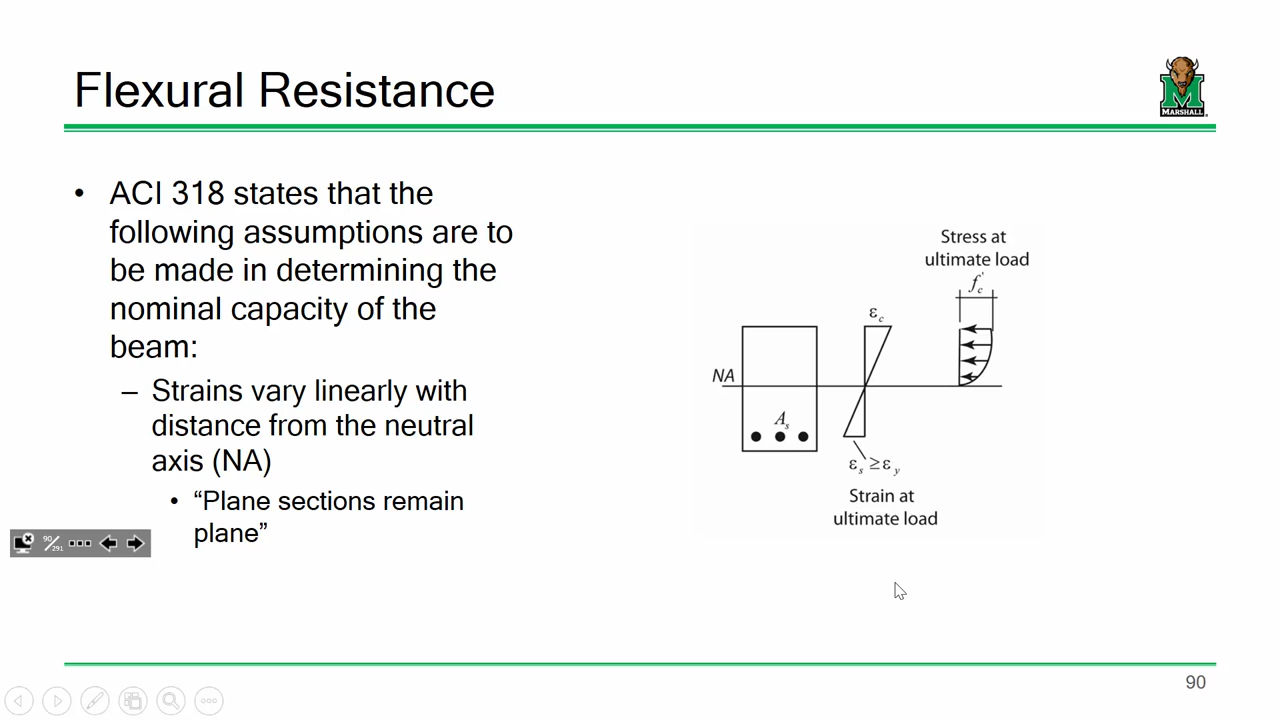 Flexural Resistance
MARSHALL
• ACI 318 states that the
following assumptions are to
be made in determining the
nominal capacity of the
beam:
– Strains vary linearly with
distance from the neutral
axis (NA)
• “Plane sections remain
plane”
Stress at
ultimate load
f'c
εc
NA
As
εs ≥ εy
Strain at
ultimate load
90/291
90